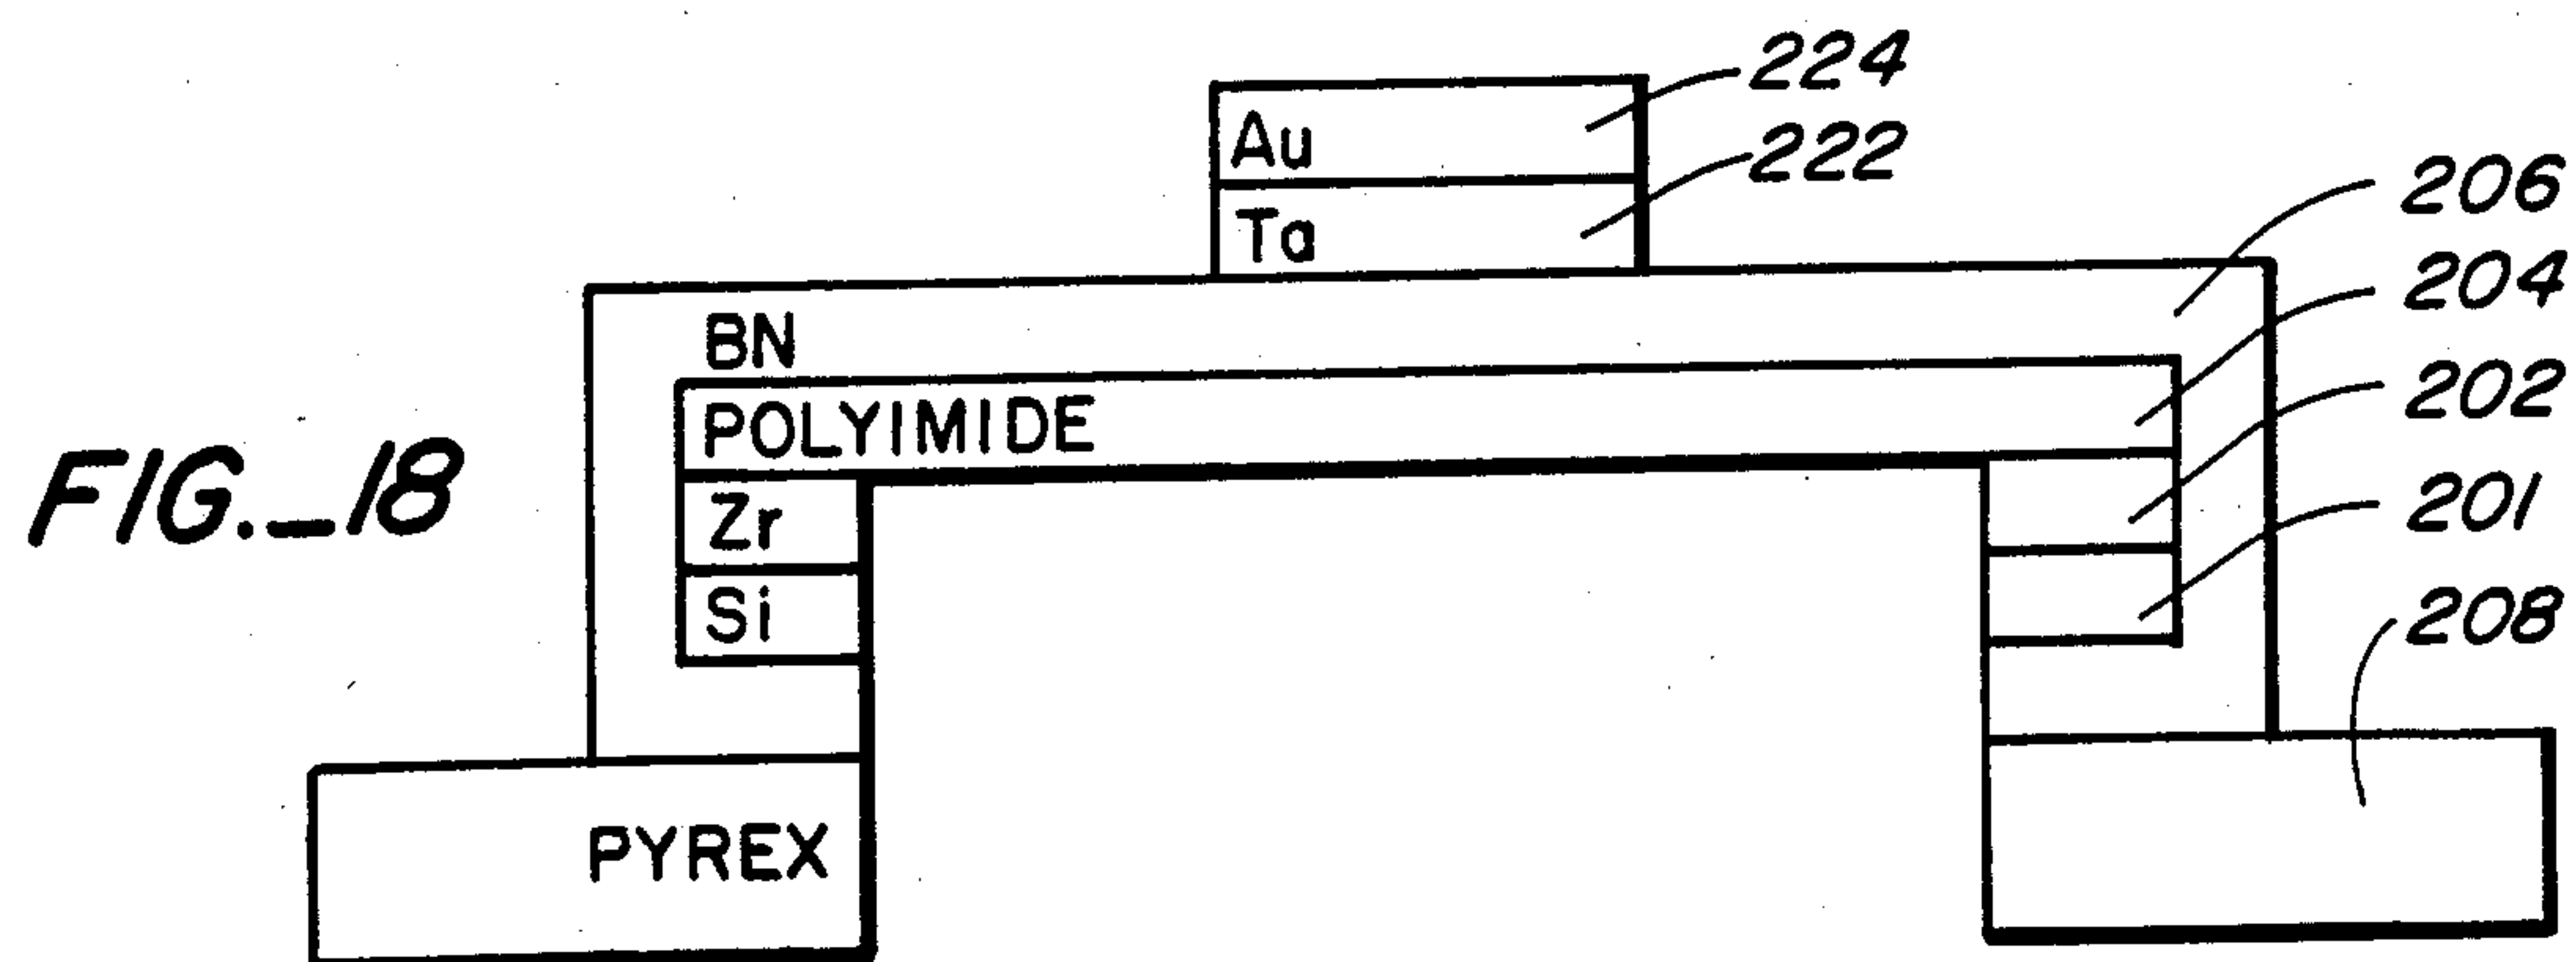 224
Au
222
Ta
206
BN
204
POLYIMIDE
202
FIG._18
Zr
201
Si
208
PYREX